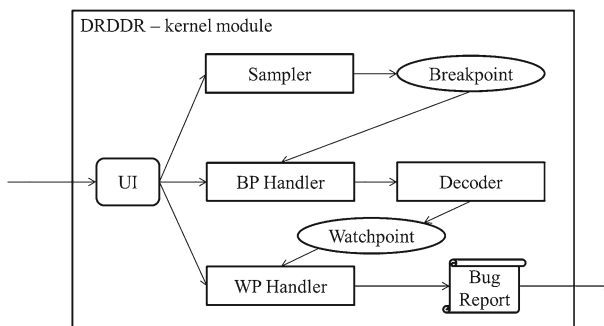 DRDDR – kernel module
Sampler
Breakpoint
UI
BP Handler
Decoder
Watchpoint
WP Handler
Bug
Report